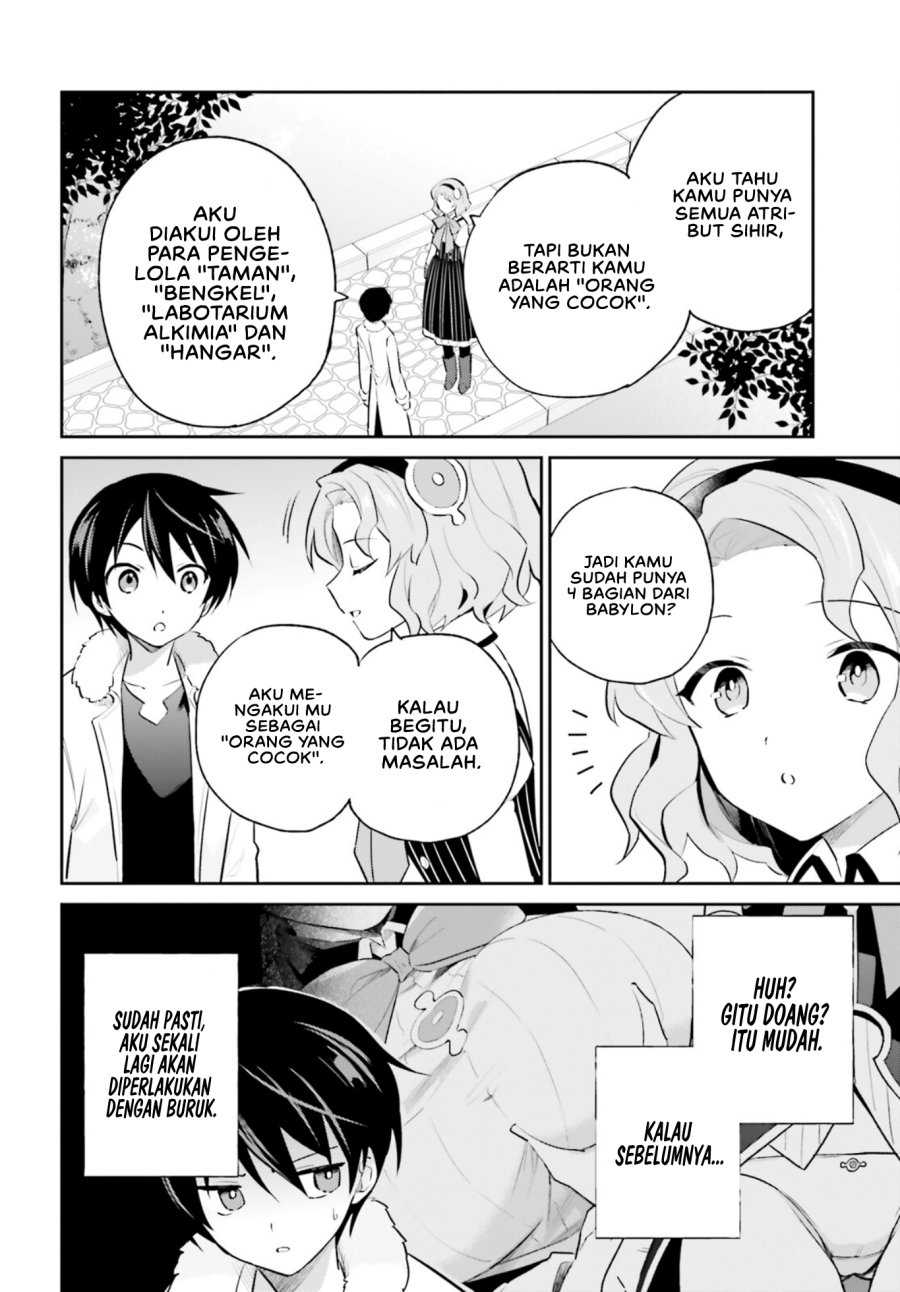 AKU TAHU
KAMU PUNYA
SEMUA ATRI-
BUT SIHIR,
TAPI BUKAN
BERARTI KAMU
ADALAH "ORANG
YANG COCOK".
AKU
DIAKUI OLEH
PARA PENGE-
LOLA "TAMAN",
"BENGKEL",
"LABOTARIUM
ALKIMIA" DAN
"HANGAR".
JADI KAMU
SUDAH PUNYA
4 BAGIAN DARI
BABYLON?
KALAU
BEGITU,
TIDAK ADA
MASALAH.
AKU ME-
NGAKUI MU
SEBAGAI
"ORANG YANG
COCOK".
HUH?
GITU DOANG?
ITU MUDAH.
KALAU
SEBELUMNYA...
SUDAH PASTI,
AKU SEKALI
LAGI AKAN
DIPERLAKUKAN
DENGAN BURUK.